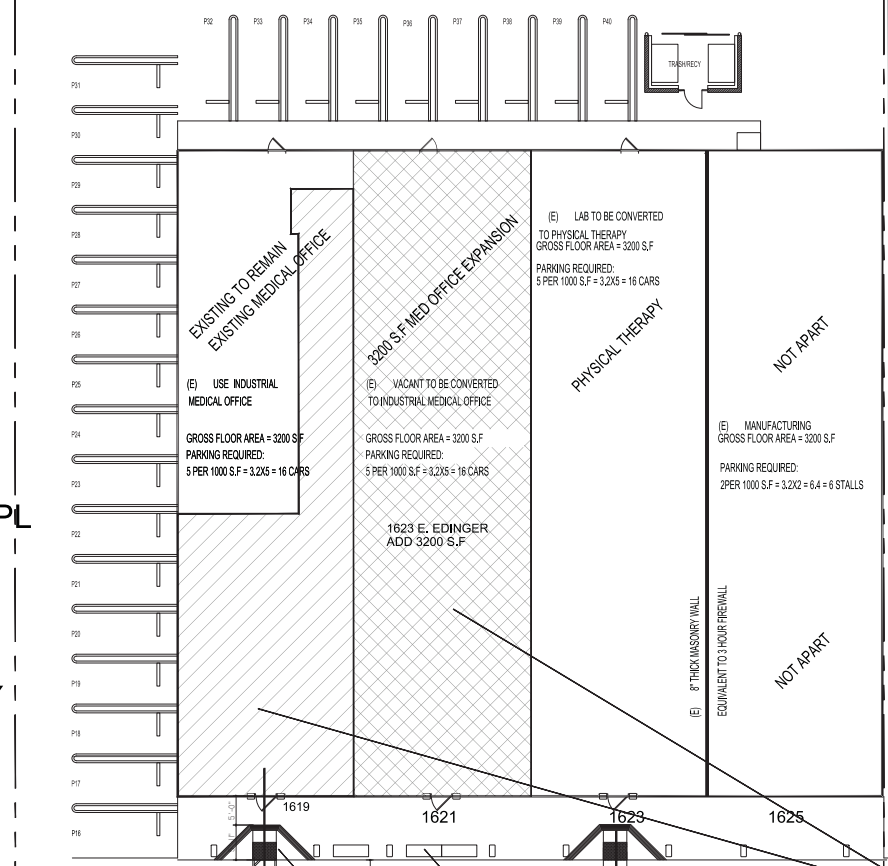 P32
P33
P34
P35
P36
P37
P38
P39
P40
TRASH/RECY
P31
P30
P29
P28
P27
P26
P25
P24
P23
P22
P21
P20
P19
P18
P17
P16
PL
EXISTING TO REMAIN
EXISTING MEDICAL OFFICE
(E) USE INDUSTRIAL
MEDICAL OFFICE
GROSS FLOOR AREA = 3200 S.F
PARKING REQUIRED:
5 PER 1000 S.F = 3.2X5 = 16 CARS
3200 S.F MED OFFICE EXPANSION
(E) VACANT TO BE CONVERTED
TO INDUSTRIAL MEDICAL OFFICE
GROSS FLOOR AREA = 3200 S.F
PARKING REQUIRED:
5 PER 1000 S.F = 3.2X5 = 16 CARS
1623 E. EDINGER
ADD 3200 S.F
(E) LAB TO BE CONVERTED
TO PHYSICAL THERAPY
GROSS FLOOR AREA = 3200 S,F
PARKING REQUIRED:
5 PER 1000 S.F = 3,2X5 = 16 CARS
PHYSICAL THERAPY
NOT APART
(E) MANUFACTURING
GROSS FLOOR AREA = 3200 S,F
PARKING REQUIRED:
2PER 1000 S.F = 3.2X2 = 6.4 = 6 STALLS
NOT APART
(E) 8" THICK MASONRY WALL
EQUIVALENT TO 3 HOUR FIREWALL
1619
1621
1623
1625
5'-0"